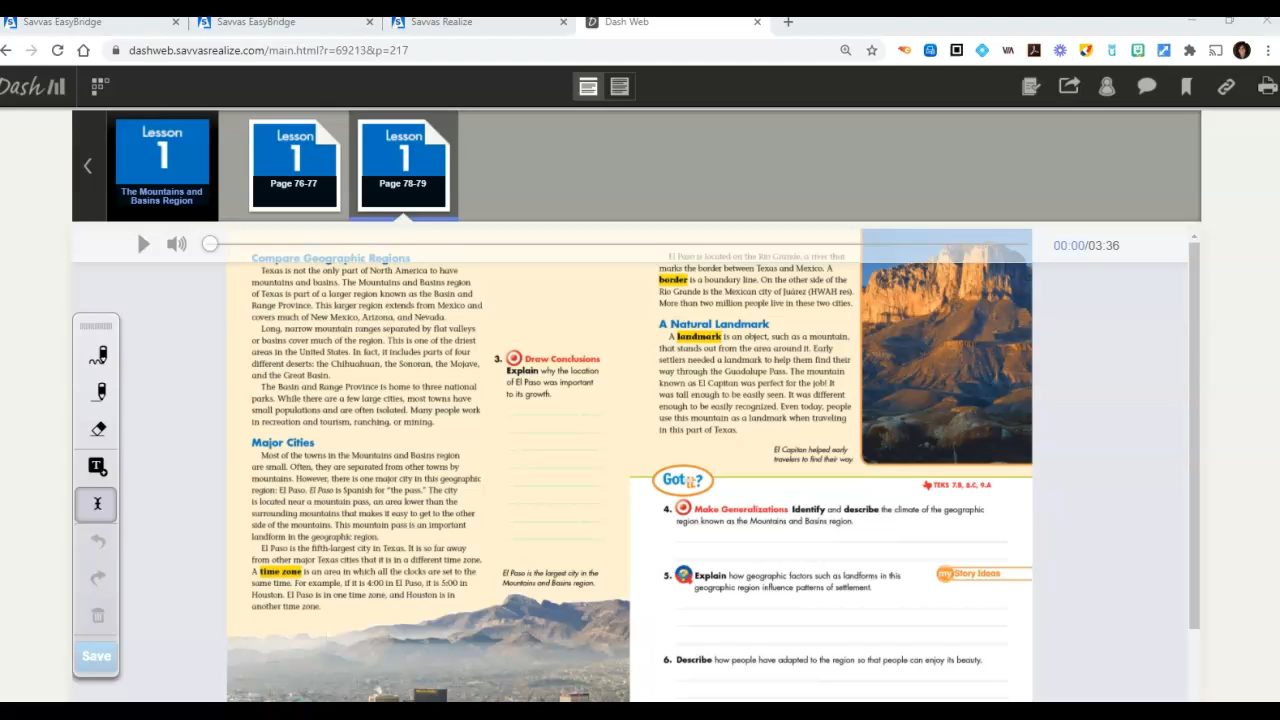 Savvas EasyBridge
Savvas EasyBridge
Savvas Realize
Dash Web
dashweb.savvasrealize.com/main.html?r=69213&p=217
VIA
Dash
Lesson
1
The Mountains and
Basins Region
Lesson
1
Page 76-77
Lesson
1
Page 78-79
00:00/03:36
Compare Geographic Regions
Texas is not the only part of North America to have
mountains and basins. The Mountains and Basins region
of Texas is part of a larger region known as the Basin and
Range Province. This larger region extends from Mexico and
covers much of New Mexico, Arizona, and Nevada.
Long, narrow mountain ranges separated by flat valleys
or basins cover much of the region. This is one of the driest
areas in the United States. In fact, it includes parts of four
different deserts: the Chihuahuan, the Sonoran, the Mojave,
and the Great Basin.
The Basin and Range Province is home to three national
parks. While there are a few large cities, most towns have
small populations and are often isolated. Many people work
in recreation and tourism, ranching, or mining.
Major Cities
Most of the towns in the Mountains and Basins region
are small. Often, they are separated from other towns by
mountains. However, there is one major city in this geographic
region: El Paso. El Paso is Spanish for "the pass." The city
is located near a mountain pass, an area lower than the
surrounding mountains that makes it easy to get to the other
side of the mountains. This mountain pass is an important
landform in the geographic region.
El Paso is the fifth-largest city in Texas. It is so far away
from other major Texas cities that it is in a different time zone.
A time zone is an area in which all the clocks are set to the
same time. For example, if it is 4:00 in El Paso, it is 5:00 in
Houston. El Paso is in one time zone, and Houston is in
another time zone.
3. Draw Conclusions
Explain why the location
of El Paso was important
to its growth.
El Paso is the largest city in the
Mountains and Basins region.
El Paso is located on the Rio Grande, a river that
marks the border between Texas and Mexico. A
border is a boundary line. On the other side of the
Rio Grande is the Mexican city of Juárez (HWAH res).
More than two million people live in these two cities.
A Natural Landmark
A landmark is an object, such as a mountain,
that stands out from the area around it. Early
settlers needed a landmark to help them find their
way through the Guadalupe Pass. The mountain
known as El Capitan was perfect for the job! It
was tall enough to be easily seen. It was different
enough to be easily recognized. Even today, people
use this mountain as a landmark when traveling
in this part of Texas.
El Capitan helped early
travelers to find their way.
Got it?
TEKS 7.B, 8.C, 9.A
4. Make Generalizations Identify and describe the climate of the geographic
region known as the Mountains and Basins region.
5. Explain how geographic factors such as landforms in this
geographic region influence patterns of settlement.
my Story Ideas
6. Describe how people have adapted to the region so that people can enjoy its beauty.
T
Save